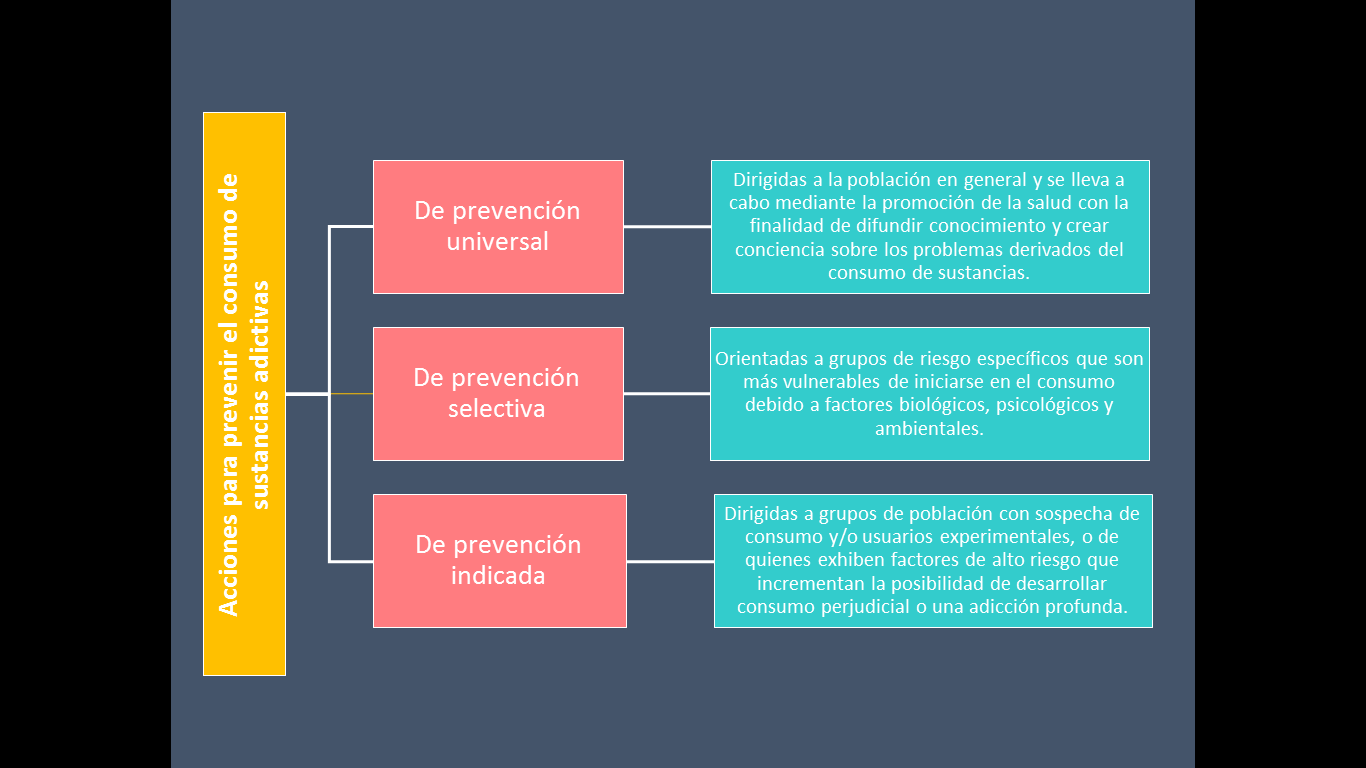 Acciones para prevenir el consumo de
sustancias adictivas
De prevención
universal
Dirigidas a la población en general y se lleva a
cabo mediante la promoción de la salud con la
finalidad de difundir conocimiento y crear
conciencia sobre los problemas derivados del
consumo de sustancias.
De prevención
selectiva
Orientadas a grupos de riesgo específicos que son
más vulnerables de iniciarse en el consumo
debido a factores biológicos, psicológicos y
ambientales.
De prevención
indicada
Dirigidas a grupos de población con sospecha de
consumo y/o usuarios experimentales, o de
quienes exhiben factores de alto riesgo que
incrementan la posibilidad de desarrollar
consumo perjudicial o una adicción profunda.